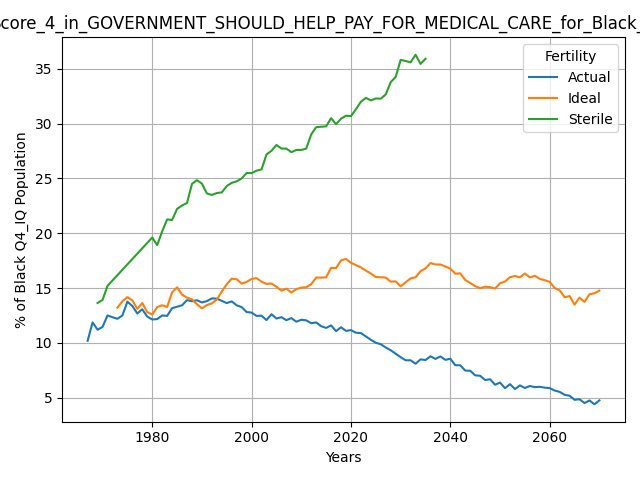 core_4_in_GOVERNMENT_SHOULD_HELP_PAY_FOR_MEDICAL_CARE_for_Black_
Fertility
Actual
Ideal
Sterile
% of Black Q4_IQ Population
35
30
25
20
15
10
5
1980 2000 2020 2040 2060
Years